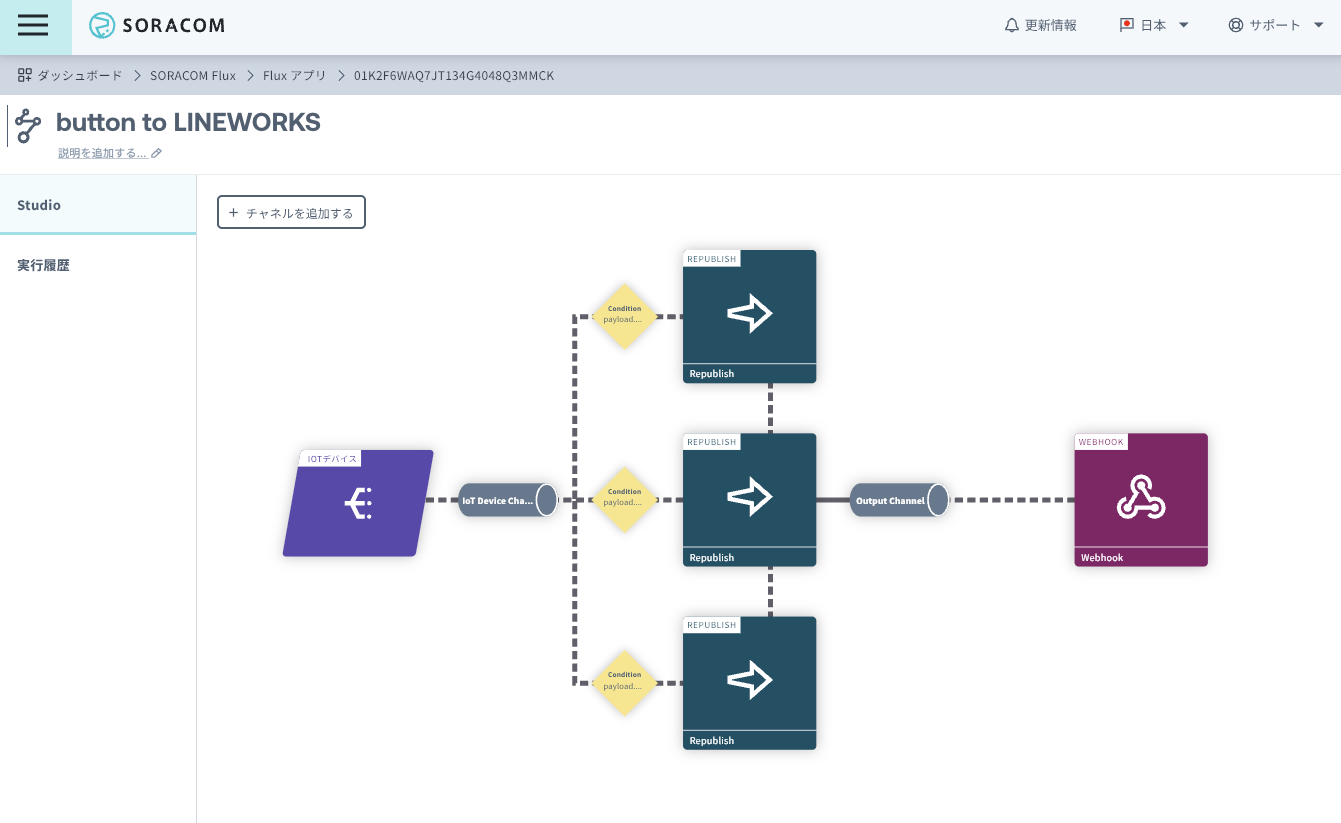 SORACOM
更新情報
日本
サポート
ダッシュボード > SORACOM Flux > Flux アプリ > 01K2F6WAQ7JT134G4048Q3MMCK
button to LINEWORKS
説明を追加する...
Studio
実行履歴
+ チャネルを追加する
REPUBLISH
Condition
payload....
Republish
IOTデバイス
IoT Device Cha...
REPUBLISH
Condition
payload....
Republish
Output Channel
WEBHOOK
Webhook
REPUBLISH
Condition
payload....
Republish